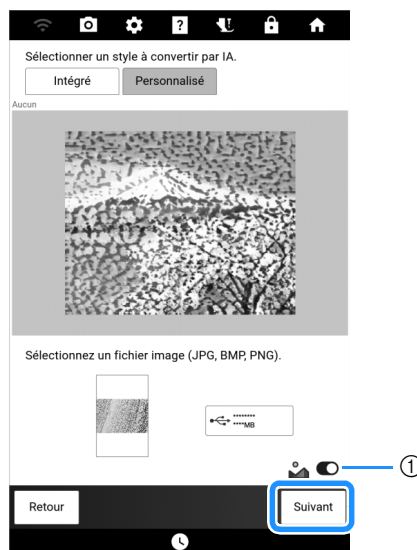 ?
Sélectionner un style à convertir par IA.
Intégré Personnalisé
Aucun
Sélectionnez un fichier image (JPG, BMP, PNG).
********
****MB
①
Retour Suivant